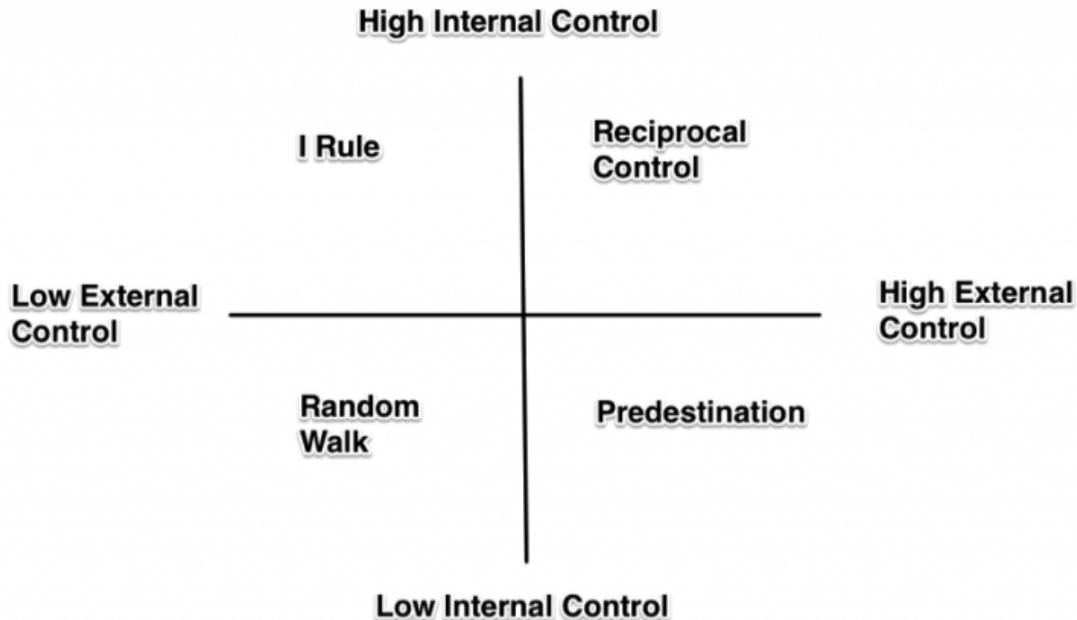 High Internal Control
I Rule
Reciprocal
Control
Low External
Control
High External
Control
Random
Walk
Predestination
Low Internal Control